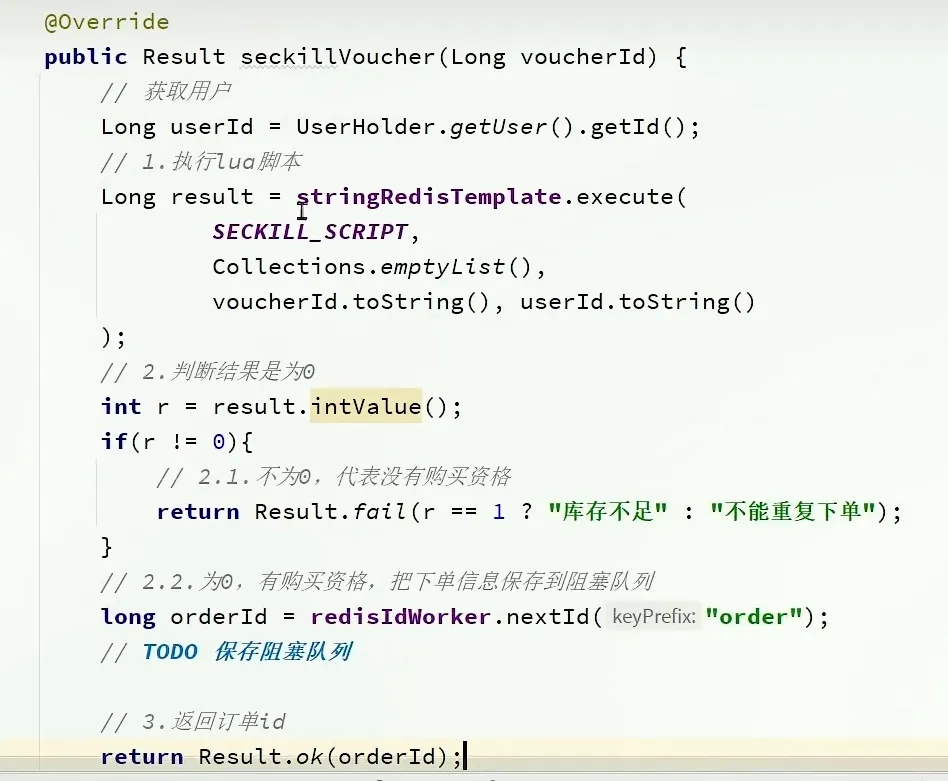 @Override
public Result seckillVoucher(Long voucherId) {
// 获取用户
Long userId = UserHolder.getUser().getId();
// 1.执行lua脚本
Long result = stringRedisTemplate.execute(
SECKILL_SCRIPT,
Collections.emptyList(),
voucherId.toString(), userId.toString()
);
// 2.判断结果是为0
int r = result.intValue();
if(r != 0){
// 2.1.不为0，代表没有购买资格
return Result.fail(r == 1 ? "库存不足" : "不能重复下单");
}
// 2.2.为0，有购买资格，把下单信息保存到阻塞队列
long orderId = redisIdWorker.nextId( keyPrefix: "order");
// TODO 保存阻塞队列
// 3.返回订单id
return Result.ok(orderId);